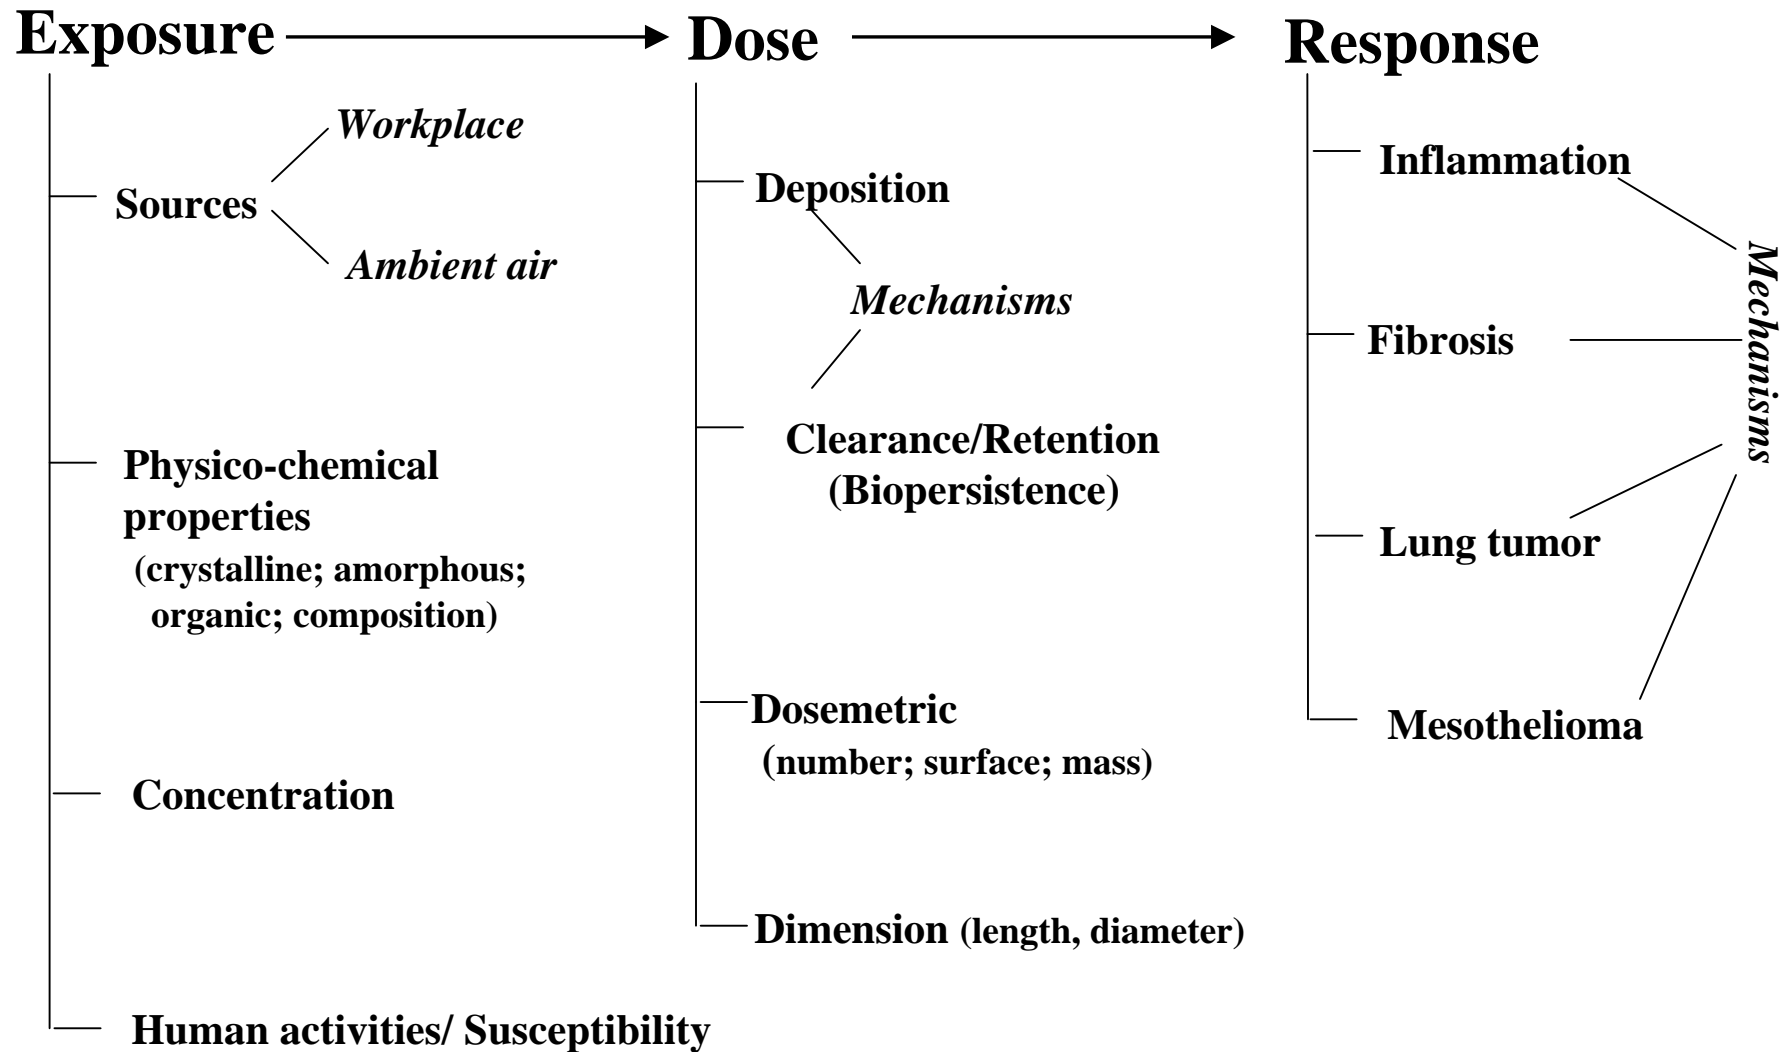 Exposure
Sources
Workplace
Ambient air
Physico-chemical
properties
(crystalline; amorphous;
organic; composition)
Concentration
Human activities/ Susceptibility
Dose
Deposition
Mechanisms
Clearance/Retention
(Biopersistence)
Dosemetric
(number; surface; mass)
Dimension (length, diameter)
Response
Inflammation
Fibrosis
Lung tumor
Mesothelioma
Mechanisms